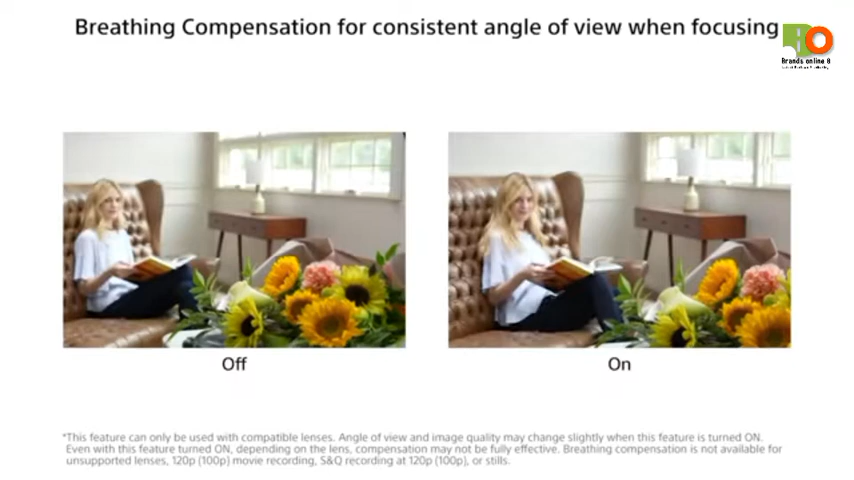 Breathing Compensation for consistent angle of view when focusing
Brands online 8
Off
On
*This feature can only be used with compatible lenses. Angle of view and image quality may change slightly when this feature is turned ON.
Even with this feature turned ON, depending on the lens, compensation may not be fully effective. Breathing compensation is not available for
unsupported lenses, 120p (100p) movie recording, S&Q recording at 120p (100p), or stills.